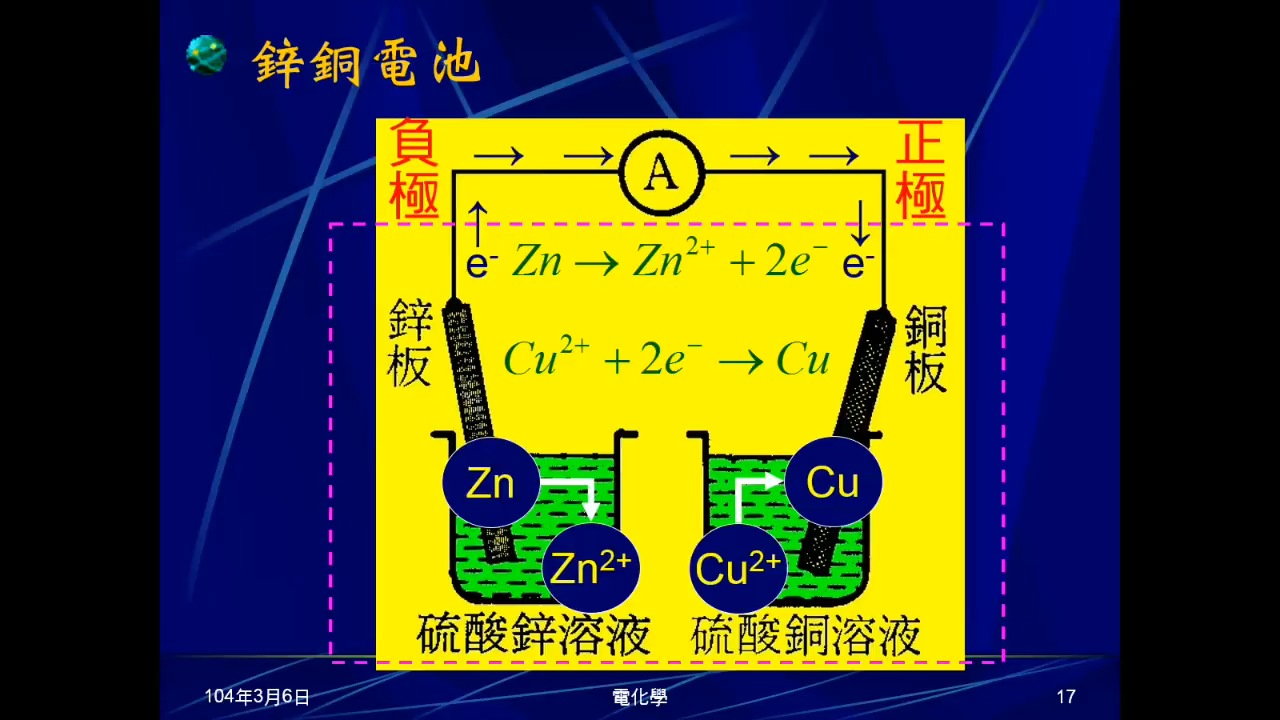 鋅銅電池
負極
→ → A → →
正極
↑
↓
e⁻
Zn → Zn²⁺ + 2e⁻
e⁻
鋅板
Cu²⁺ + 2e⁻ → Cu
銅板
Zn
Cu
Zn²⁺
Cu²⁺
硫酸鋅溶液
硫酸銅溶液
104年3月6日
電化學
17